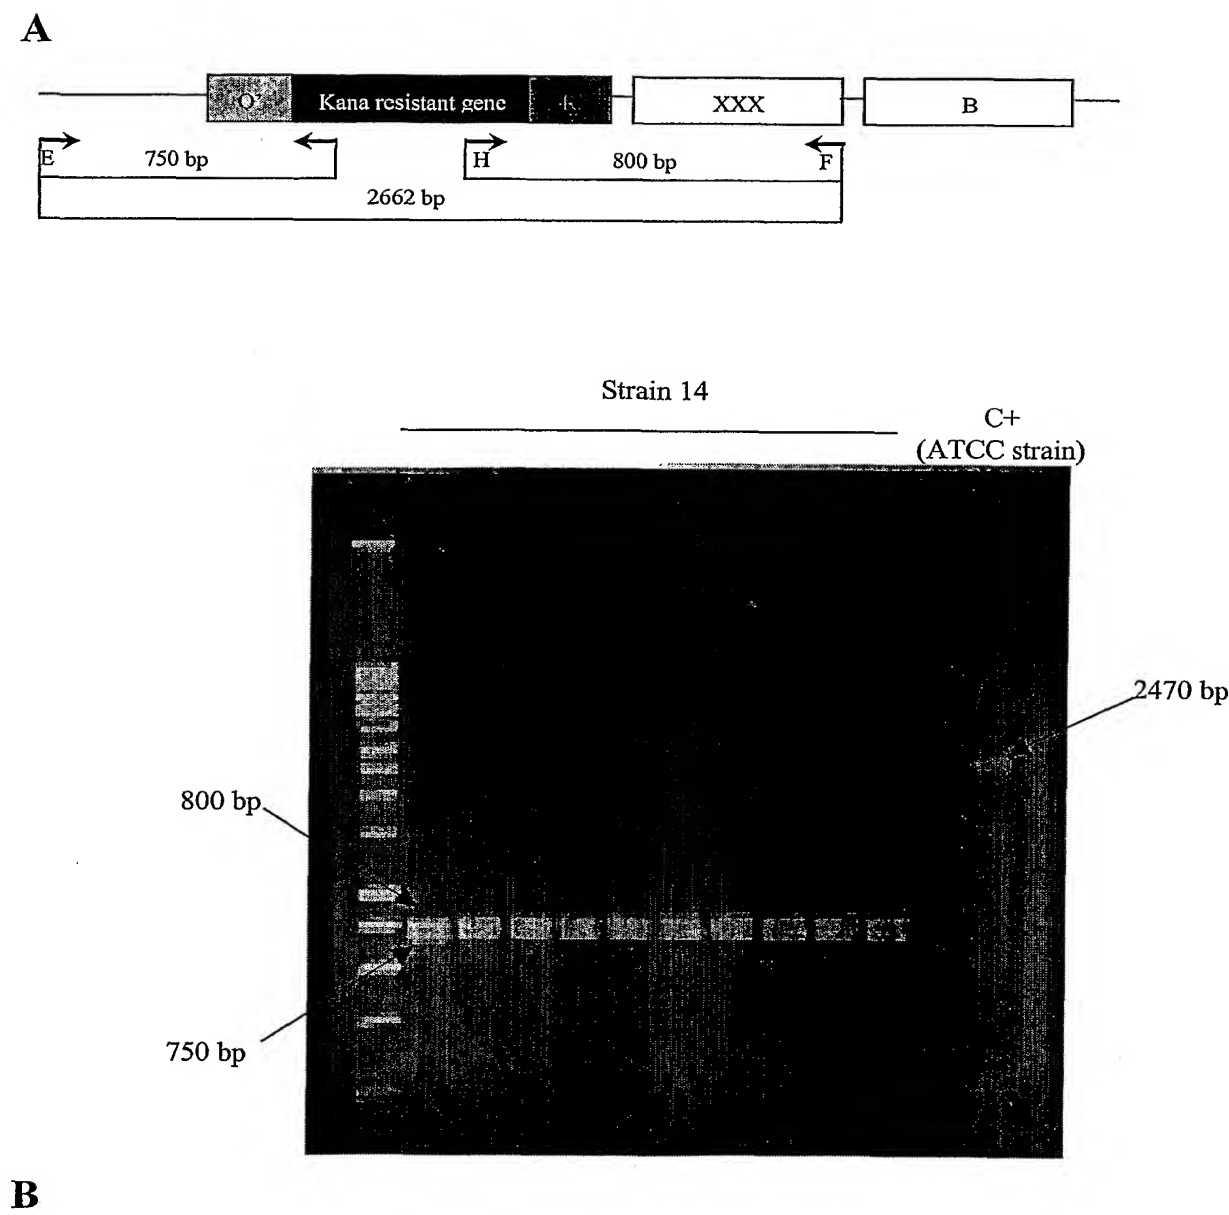 A
Kana resistant gene
XXX
B
E
750 bp
H
800 bp
F
2662 bp
Strain 14
C+
(ATCC strain)
2470 bp
800 bp
750 bp
B